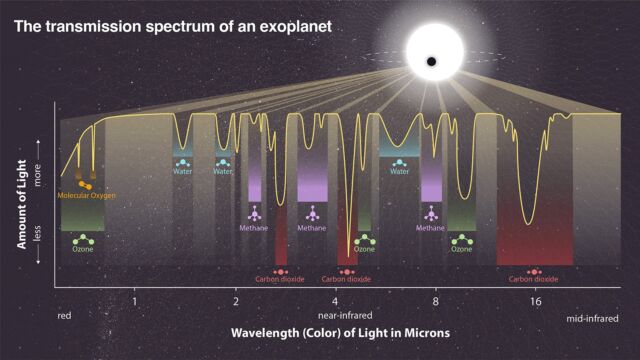 The transmission spectrum of an exoplanet
Amount of Light
more
less
Molecular Oxygen
Ozone
Water
Water
Methane
Carbon dioxide
Methane
Carbon dioxide
Ozone
Water
Methane
Ozone
Carbon dioxide
1
2
4
8
16
red
near-infrared
mid-infrared
Wavelength (Color) of Light in Microns